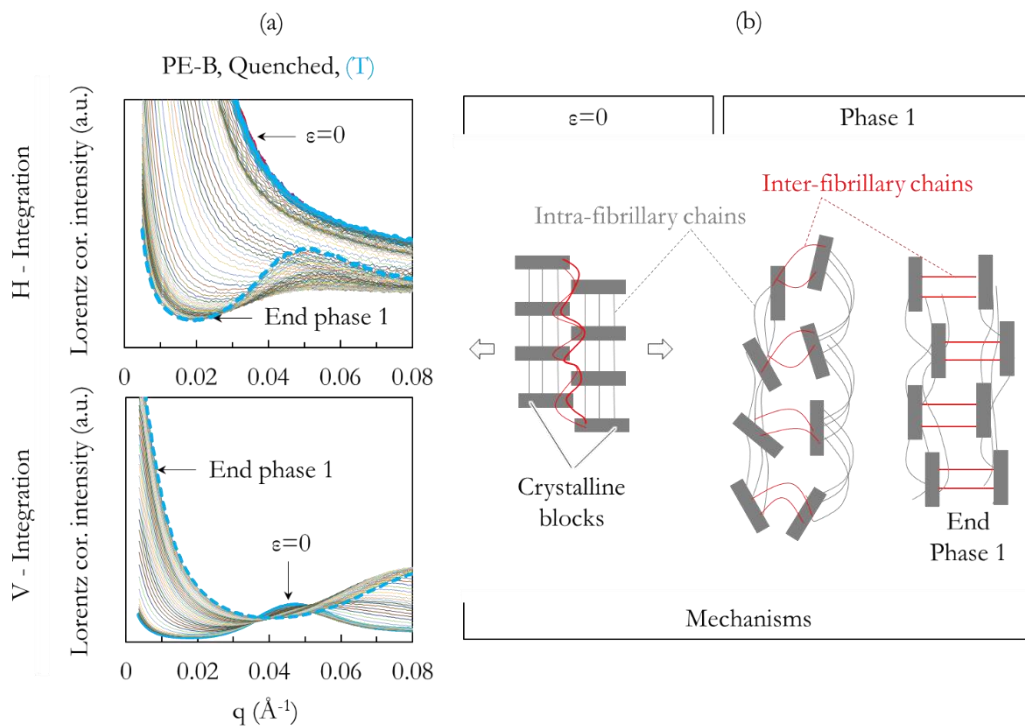 (a)
(b)
PE-B, Quenched, (T)
H - Integration
Lorentz cor. intensity (a.u.)
ε=0
End phase 1
0 0.02 0.04 0.06 0.08
V - Integration
Lorentz cor. intensity (a.u.)
End phase 1
ε=0
0 0.02 0.04 0.06 0.08
q (Å⁻¹)
ε=0
Phase 1
Inter-fibrillary chains
Intra-fibrillary chains
Crystalline
blocks
End
Phase 1
Mechanisms